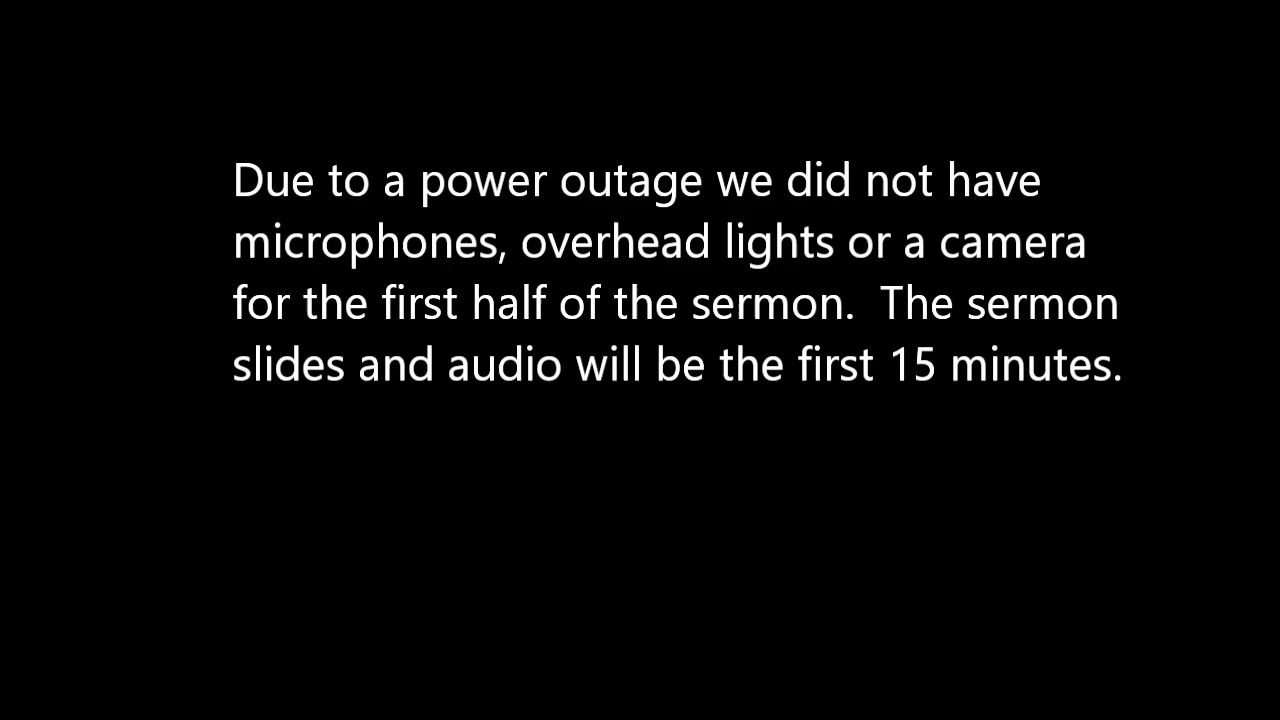 Due to a power outage we did not have
microphones, overhead lights or a camera
for the first half of the sermon.  The sermon
slides and audio will be the first 15 minutes.